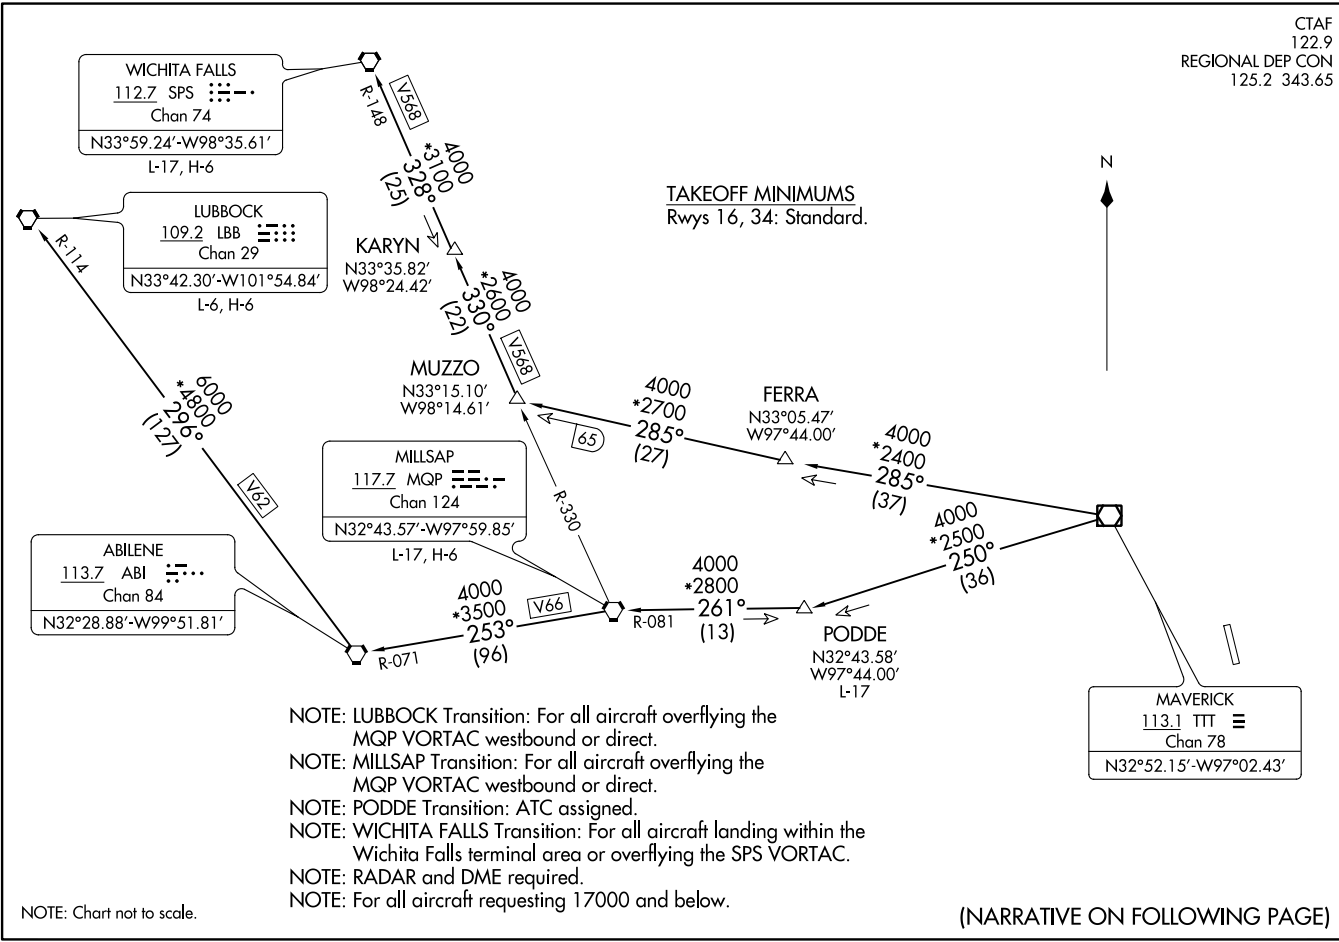 CTAF
122.9
REGIONAL DEP CON
125.2 343.65
WICHITA FALLS
112.7 SPS
Chan 74
N33°59.24'-W98°35.61'
L-17, H-6
R-148
V568
4000
*3100
328°
(25)
N
TAKEOFF MINIMUMS
Rwys 16, 34: Standard.
LUBBOCK
109.2 LBB
Chan 29
N33°42.30'-W101°54.84'
L-6, H-6
R-114
KARYN
N33°35.82'
W98°24.42'
4000
*2600
330°
(22)
V568
MUZZO
N33°15.10'
W98°14.61'
6000
*4800
296°
(127)
V62
4000
*2700
285°
(27)
65
FERRA
N33°05.47'
W97°44.00'
4000
*2400
285°
(37)
MILLSAP
117.7 MQP
Chan 124
N32°43.57'-W97°59.85'
L-17, H-6
R-330
4000
*2500
250°
(36)
ABILENE
113.7 ABI
Chan 84
N32°28.88'-W99°51.81'
R-071
4000
*3500
253°
(96)
V66
R-081
4000
*2800
261°
(13)
PODDE
N32°43.58'
W97°44.00'
L-17
MAVERICK
113.1 TTT
Chan 78
N32°52.15'-W97°02.43'
NOTE: LUBBOCK Transition: For all aircraft overflying the
MQP VORTAC westbound or direct.
NOTE: MILLSAP Transition: For all aircraft overflying the
MQP VORTAC westbound or direct.
NOTE: PODDE Transition: ATC assigned.
NOTE: WICHITA FALLS Transition: For all aircraft landing within the
Wichita Falls terminal area or overflying the SPS VORTAC.
NOTE: RADAR and DME required.
NOTE: For all aircraft requesting 17000 and below.
NOTE: Chart not to scale.
(NARRATIVE ON FOLLOWING PAGE)